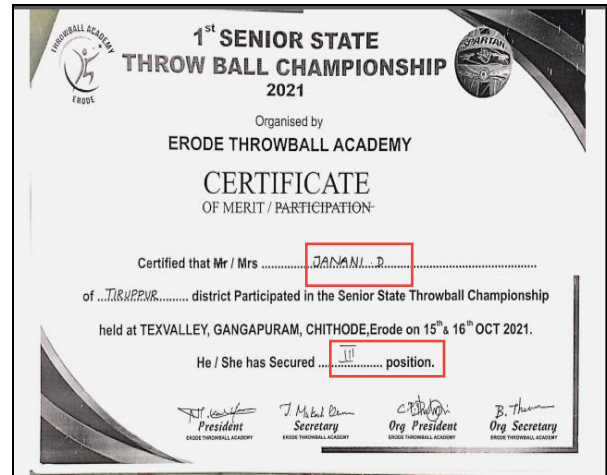 THROWBALL ACADEMY
ERODE
SPARTAN
1st SENIOR STATE
THROW BALL CHAMPIONSHIP
2021
Organised by
ERODE THROWBALL ACADEMY
CERTIFICATE
OF MERIT / PARTICIPATION
Certified that Mr / Mrs ........................JANANI . D........................
of ...TIRUPPUR......... district Participated in the Senior State Throwball Championship
held at TEXVALLEY, GANGAPURAM, CHITHODE,Erode on 15th & 16th OCT 2021.
He / She has Secured .....III............. position.
President Secretary Org President Org Secretary
ERODE THROWBALL ACADEMY ERODE THROWBALL ACADEMY ERODE THROWBALL ACADEMY ERODE THROWBALL ACADEMY